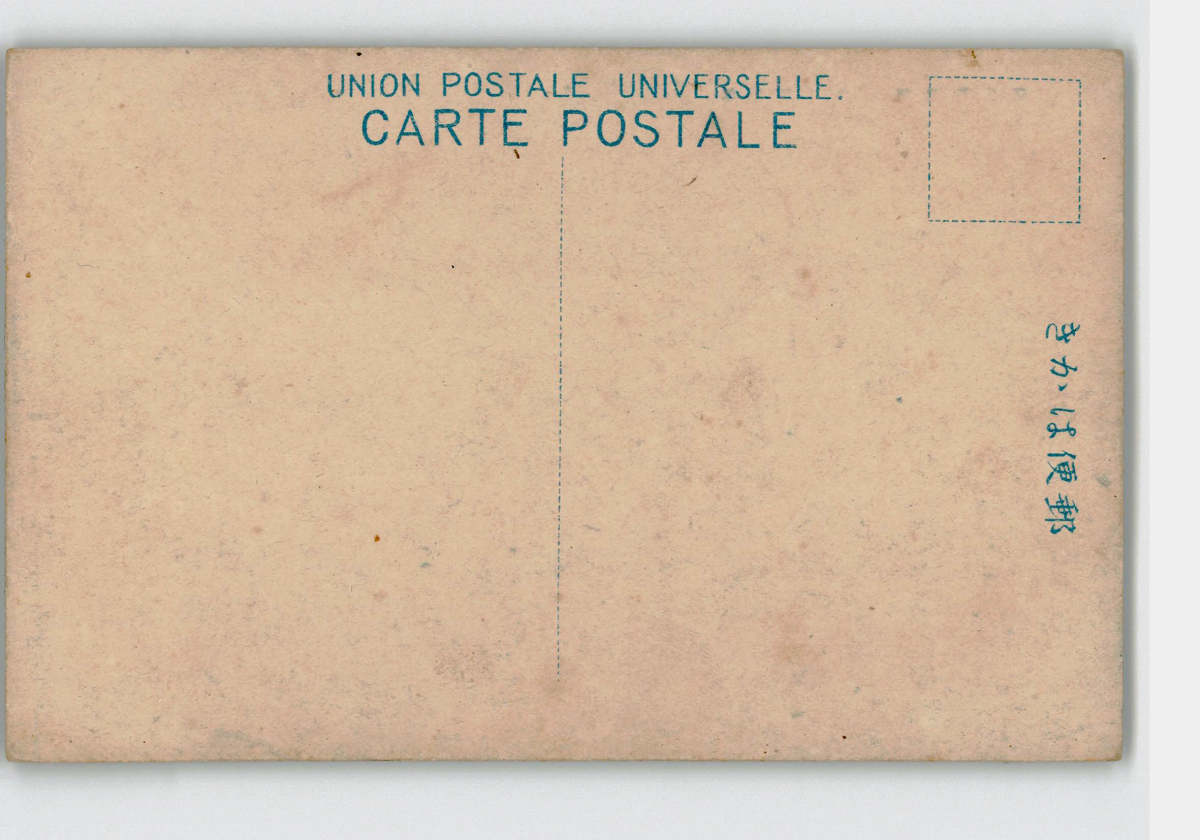 UNION POSTALE UNIVERSELLE.
CARTE POSTALE
きかは便郵